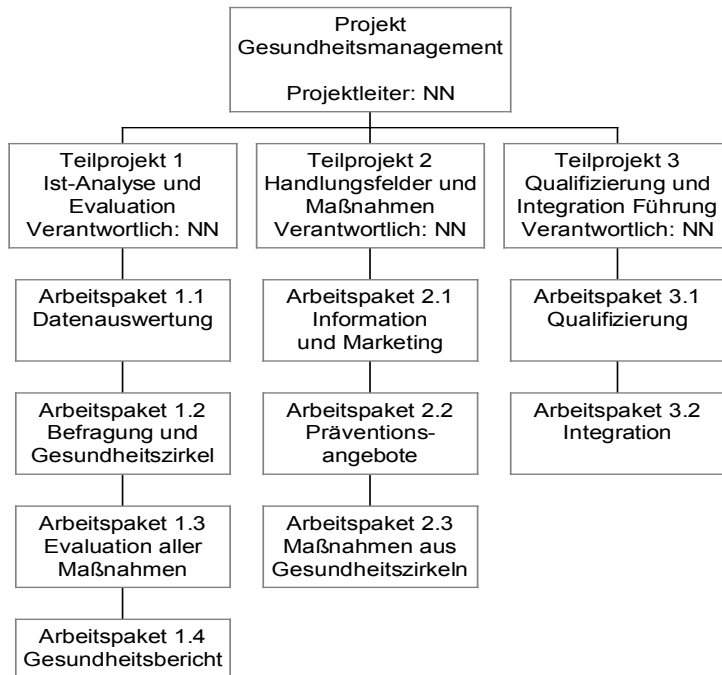 Projekt
Gesundheitsmanagement
Projektleiter: NN
Teilprojekt 1
Ist-Analyse und
Evaluation
Verantwortlich: NN
Teilprojekt 2
Handlungsfelder und
Maßnahmen
Verantwortlich: NN
Teilprojekt 3
Qualifizierung und
Integration Führung
Verantwortlich: NN
Arbeitspaket 1.1
Datenauswertung
Arbeitspaket 2.1
Information
und Marketing
Arbeitspaket 3.1
Qualifizierung
Arbeitspaket 1.2
Befragung und
Gesundheitszirkel
Arbeitspaket 2.2
Präventions-
angebote
Arbeitspaket 3.2
Integration
Arbeitspaket 1.3
Evaluation aller
Maßnahmen
Arbeitspaket 2.3
Maßnahmen aus
Gesundheitszirkeln
Arbeitspaket 1.4
Gesundheitsbericht